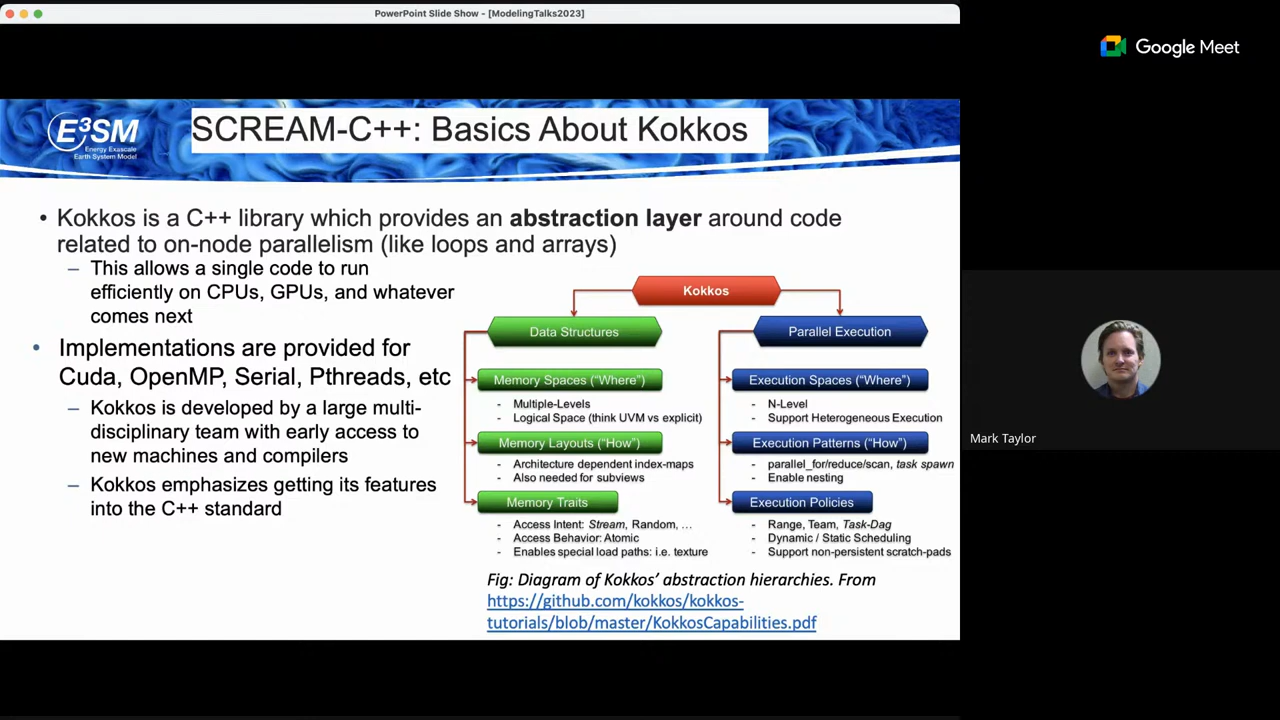 PowerPoint Slide Show - [ModelingTalks2023]
Google Meet
E³SM
Energy Exascale
Earth System Model
SCREAM-C++: Basics About Kokkos
• Kokkos is a C++ library which provides an abstraction layer around code
related to on-node parallelism (like loops and arrays)
– This allows a single code to run
efficiently on CPUs, GPUs, and whatever
comes next
• Implementations are provided for
Cuda, OpenMP, Serial, Pthreads, etc
– Kokkos is developed by a large multi-
disciplinary team with early access to
new machines and compilers
– Kokkos emphasizes getting its features
into the C++ standard
Kokkos
Data Structures
Memory Spaces (“Where”)
- Multiple-Levels
- Logical Space (think UVM vs explicit)
Memory Layouts (“How”)
- Architecture dependent index-maps
- Also needed for subviews
Memory Traits
- Access Intent: Stream, Random, …
- Access Behavior: Atomic
- Enables special load paths: i.e. texture
Parallel Execution
Execution Spaces (“Where”)
- N-Level
- Support Heterogeneous Execution
Execution Patterns (“How”)
- parallel_for/reduce/scan, task spawn
- Enable nesting
Execution Policies
- Range, Team, Task-Dag
- Dynamic / Static Scheduling
- Support non-persistent scratch-pads
Fig: Diagram of Kokkos’ abstraction hierarchies. From
https://github.com/kokkos/kokkos-
tutorials/blob/master/KokkosCapabilities.pdf
Mark Taylor